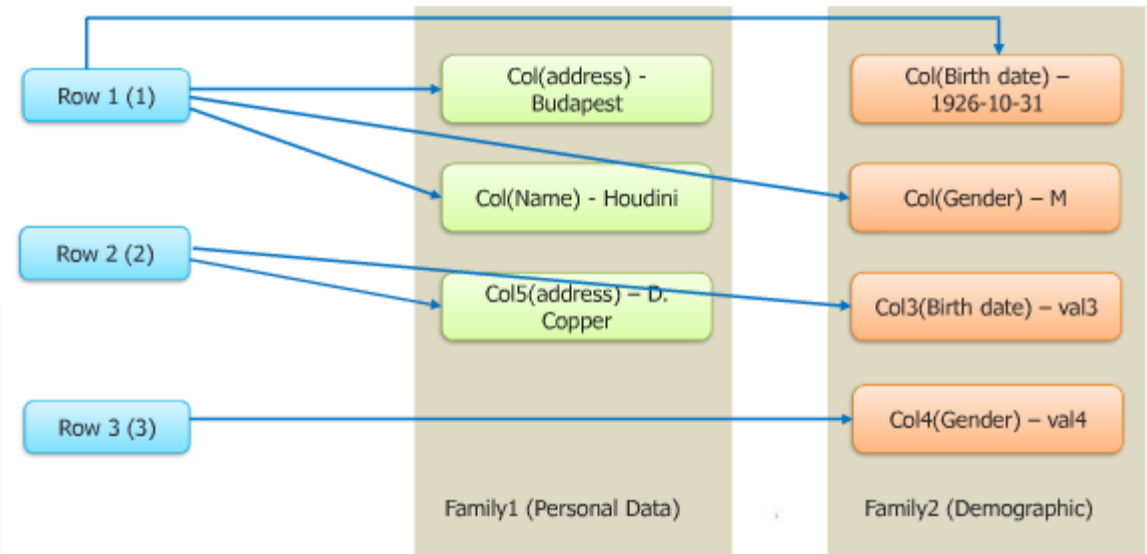 Row 1 (1)
Col(address) -
Budapest
Col(Birth date) –
1926-10-31
Col(Name) - Houdini
Col(Gender) – M
Row 2 (2)
Col5(address) – D.
Copper
Col3(Birth date) – val3
Row 3 (3)
Col4(Gender) – val4
Family1 (Personal Data)
Family2 (Demographic)